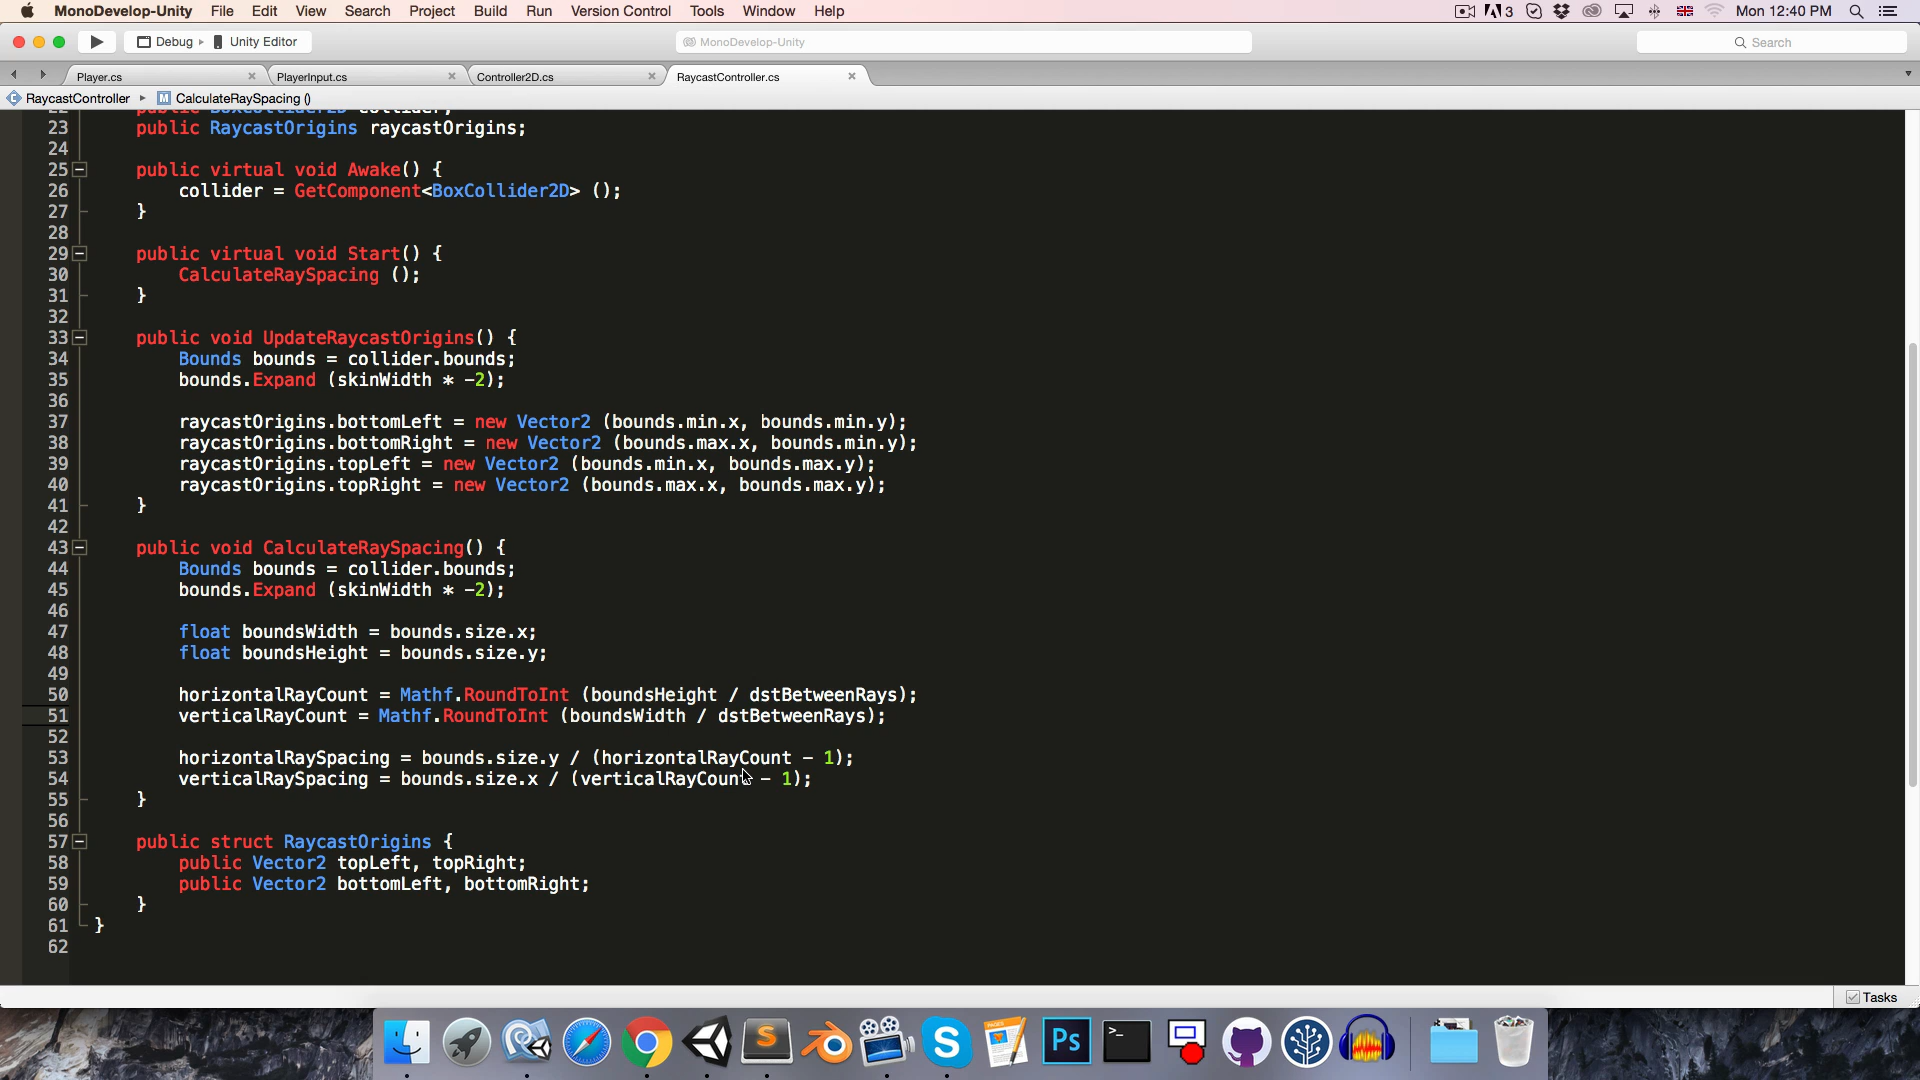 MonoDevelop-Unity File Edit View Search Project Build Run Version Control Tools Window Help 3 Mon 12:40 PM
Debug Unity Editor MonoDevelop-Unity Search
Player.cs PlayerInput.cs Controller2D.cs RaycastController.cs
RaycastController M CalculateRaySpacing ()
22 public BoxCollider2D collider;
23 public RaycastOrigins raycastOrigins;
24
25 public virtual void Awake() {
26 collider = GetComponent<BoxCollider2D> ();
27 }
28
29 public virtual void Start() {
30 CalculateRaySpacing ();
31 }
32
33 public void UpdateRaycastOrigins() {
34 Bounds bounds = collider.bounds;
35 bounds.Expand (skinWidth * -2);
36
37 raycastOrigins.bottomLeft = new Vector2 (bounds.min.x, bounds.min.y);
38 raycastOrigins.bottomRight = new Vector2 (bounds.max.x, bounds.min.y);
39 raycastOrigins.topLeft = new Vector2 (bounds.min.x, bounds.max.y);
40 raycastOrigins.topRight = new Vector2 (bounds.max.x, bounds.max.y);
41 }
42
43 public void CalculateRaySpacing() {
44 Bounds bounds = collider.bounds;
45 bounds.Expand (skinWidth * -2);
46
47 float boundsWidth = bounds.size.x;
48 float boundsHeight = bounds.size.y;
49
50 horizontalRayCount = Mathf.RoundToInt (boundsHeight / dstBetweenRays);
51 verticalRayCount = Mathf.RoundToInt (boundsWidth / dstBetweenRays);
52
53 horizontalRaySpacing = bounds.size.y / (horizontalRayCount - 1);
54 verticalRaySpacing = bounds.size.x / (verticalRayCount - 1);
55 }
56
57 public struct RaycastOrigins {
58 public Vector2 topLeft, topRight;
59 public Vector2 bottomLeft, bottomRight;
60 }
61 }
62
Tasks
S S PAGES Ps >_